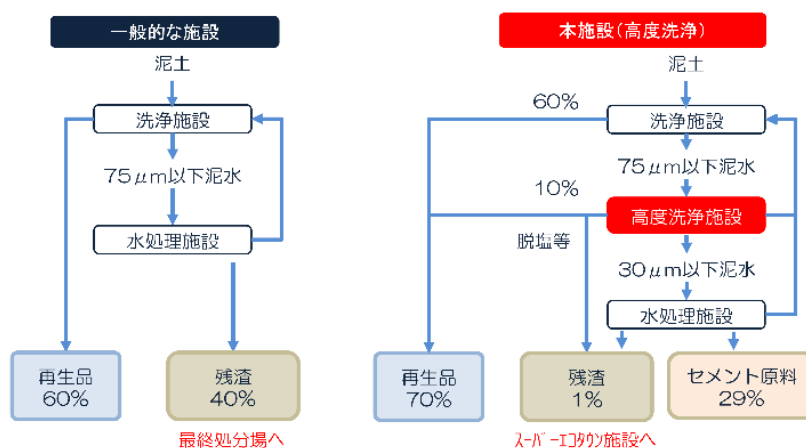 一般的な施設
泥土
洗浄施設
75μm以下泥水
水処理施設
再生品
60%
残渣
40%
最終処分場へ
本施設(高度洗浄)
泥土
60%
洗浄施設
75μm以下泥水
10%
高度洗浄施設
脱塩等
30μm以下泥水
水処理施設
再生品
70%
残渣
1%
セメント原料
29%
スーパーエコタウン施設へ